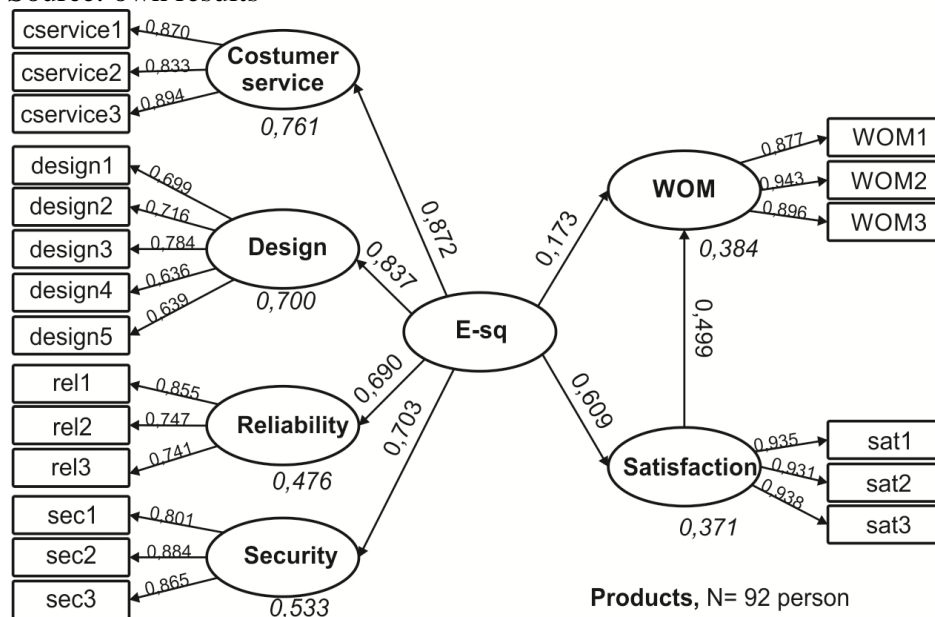 Source: own results
cservice1
cservice2
cservice3
0,870
0,833
0,894
Costumer
service
0,761
design1
design2
design3
design4
design5
0,699
0,716
0,784
0,636
0,639
Design
0,700
rel1
rel2
rel3
0,855
0,747
0,741
Reliability
0,476
sec1
sec2
sec3
0,801
0,884
0,865
Security
0,533
0,872
0,837
0,690
0,703
E-sq
0,173
0,609
0,499
WOM
0,384
0,877
0,943
0,896
WOM1
WOM2
WOM3
Satisfaction
0,371
0,935
0,931
0,938
sat1
sat2
sat3
Products, N= 92 person